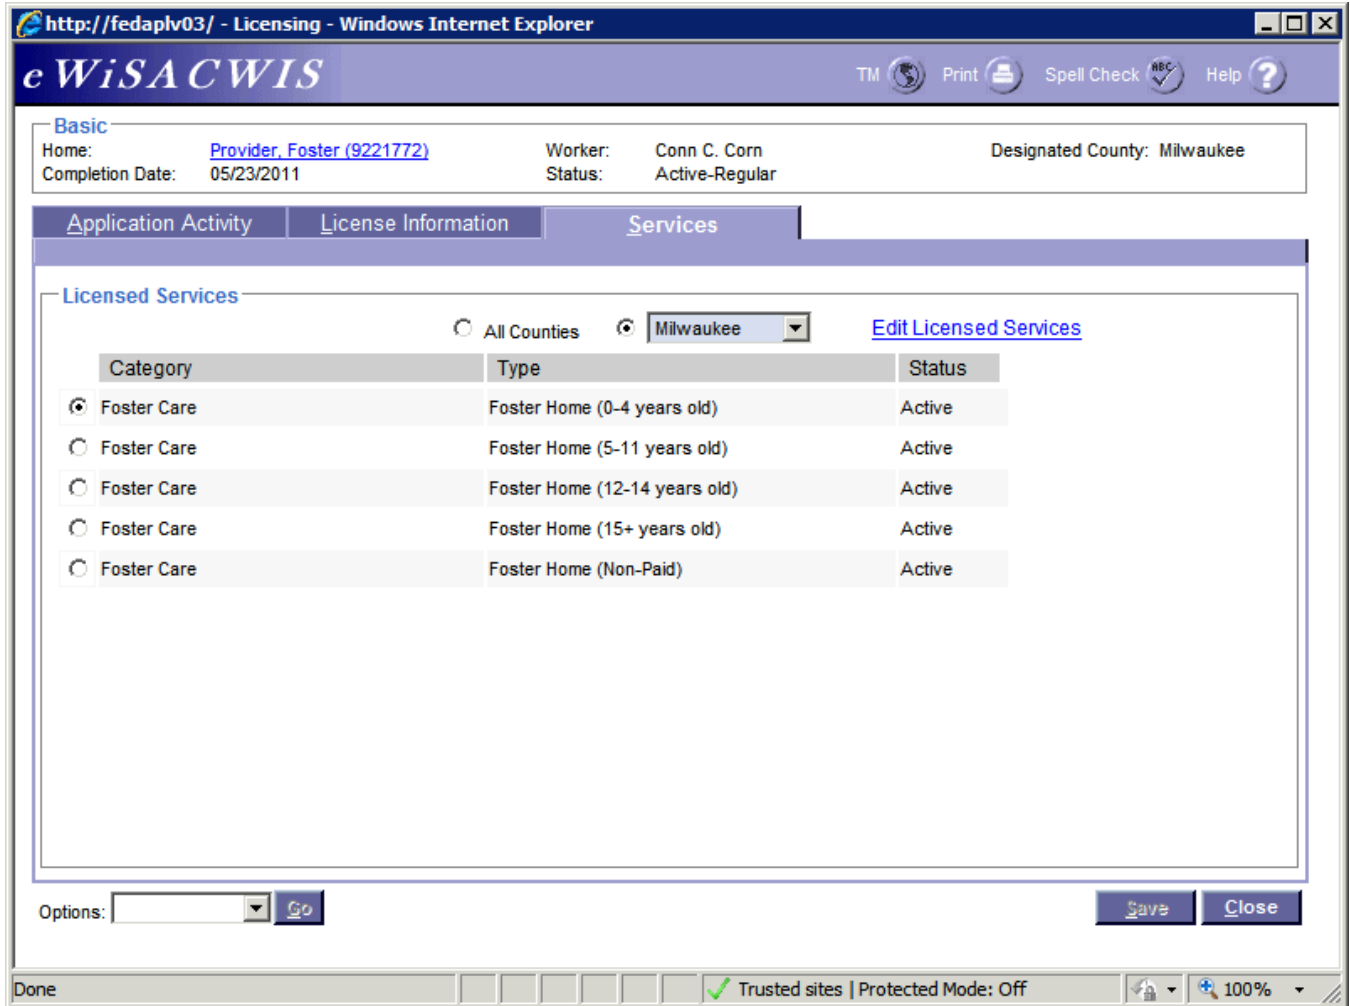 http://fedaplv03/ - Licensing - Windows Internet Explorer
e WiSACWIS TM Print Spell Check ABC Help ?
Basic
Home: Provider, Foster (9221772) Worker: Conn C. Corn Designated County: Milwaukee
Completion Date: 05/23/2011 Status: Active-Regular
Application Activity License Information Services
Licensed Services
All Counties Milwaukee Edit Licensed Services
Category Type Status
Foster Care Foster Home (0-4 years old) Active
Foster Care Foster Home (5-11 years old) Active
Foster Care Foster Home (12-14 years old) Active
Foster Care Foster Home (15+ years old) Active
Foster Care Foster Home (Non-Paid) Active
Options: Go Save Close
Done Trusted sites | Protected Mode: Off 100%